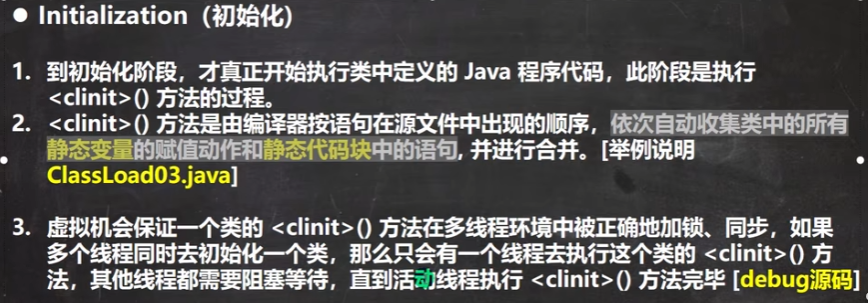 ● Initialization（初始化）
1. 到初始化阶段，才真正开始执行类中定义的 Java 程序代码，此阶段是执行
<clinit>() 方法的过程。
2. <clinit>() 方法是由编译器按语句在源文件中出现的顺序，依次自动收集类中的所有
静态变量的赋值动作和静态代码块中的语句, 并进行合并。[举例说明
ClassLoad03.java]
3. 虚拟机会保证一个类的 <clinit>() 方法在多线程环境中被正确地加锁、同步，如果
多个线程同时去初始化一个类，那么只会有一个线程去执行这个类的 <clinit>() 方
法，其他线程都需要阻塞等待，直到活动线程执行 <clinit>() 方法完毕 [debug源码]